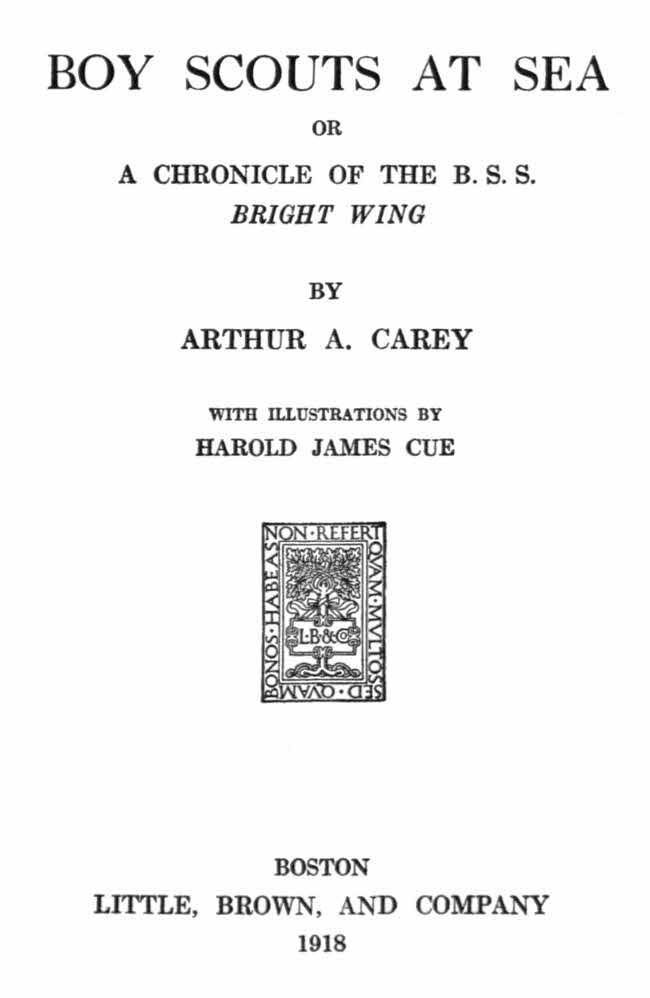 BOY SCOUTS AT SEA
OR
A CHRONICLE OF THE B. S. S.
BRIGHT WING
BY
ARTHUR A. CAREY
WITH ILLUSTRATIONS BY
HAROLD JAMES CUE
NON·REFERT
QVAM·MVLTOS
SED·QVAM
BONOS·HABEAS
L·B·&Co
BOSTON
LITTLE, BROWN, AND COMPANY
1918